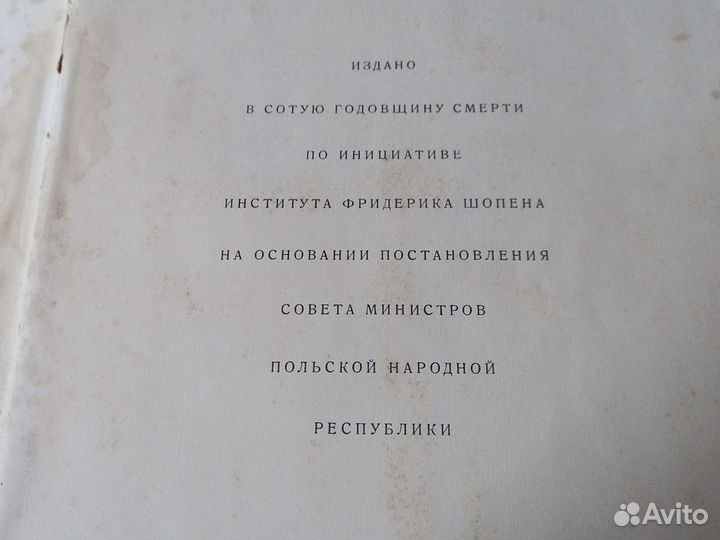 ИЗДАНО
В СОТУЮ ГОДОВЩИНУ СМЕРТИ
ПО ИНИЦИАТИВЕ
ИНСТИТУТА ФРИДЕРИКА ШОПЕНА
НА ОСНОВАНИИ ПОСТАНОВЛЕНИЯ
СОВЕТА МИНИСТРОВ
ПОЛЬСКОЙ НАРОДНОЙ
РЕСПУБЛИКИ
Avito